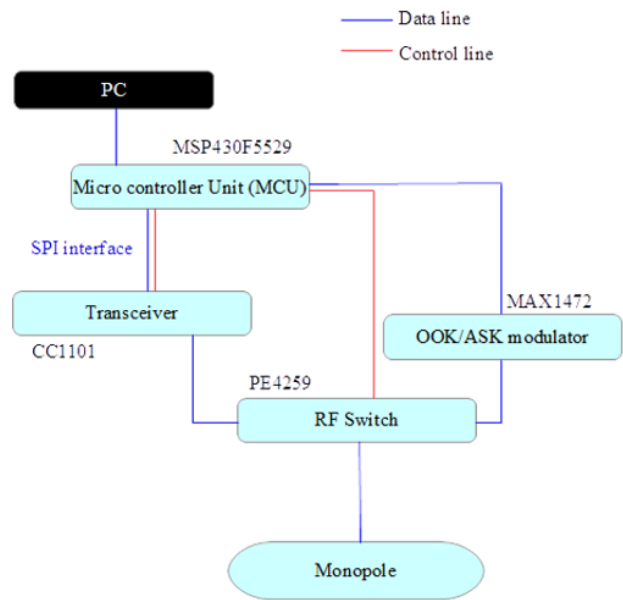 Data line
Control line
PC
MSP430F5529
Micro controller Unit (MCU)
SPI interface
MAX1472
Transceiver
OOK/ASK modulator
CC1101
PE4259
RF Switch
Monopole